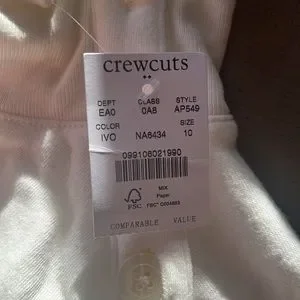 crewcuts
DEPT CLASS STYLE
EA0 0A8 AP549
COLOR SIZE
IVO NA6434 10
099106021990
FSC
MIX
Paper
COMPARABLE VALUE